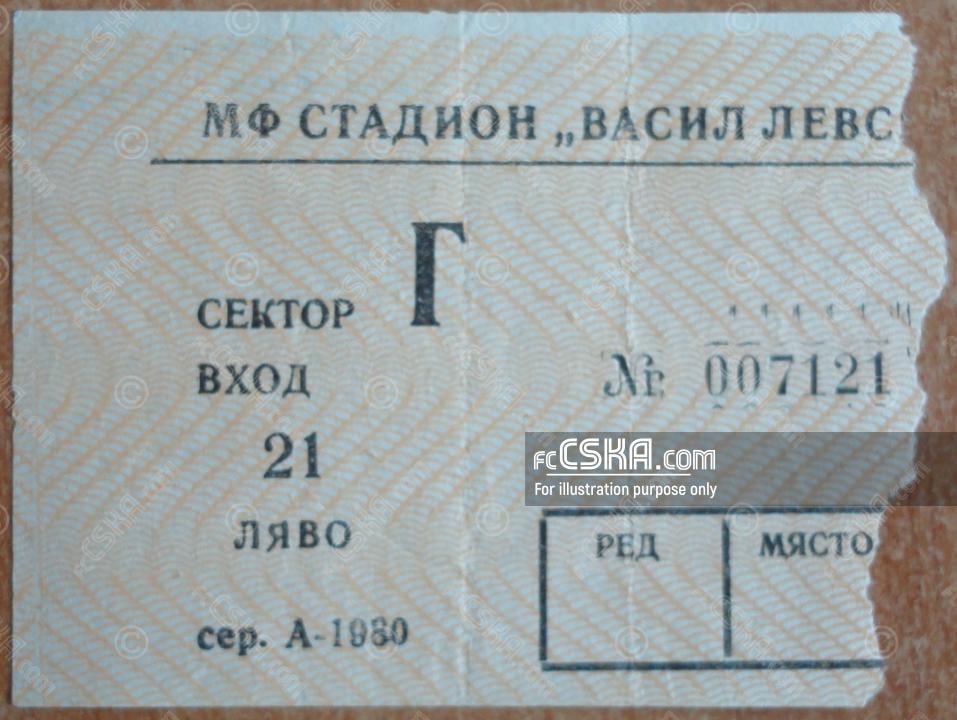 МФ СТАДИОН „ВАСИЛ ЛЕВС
СЕКТОР Г
ВХОД
№ 007121
21
fcCSKA.com
For illustration purpose only
ЛЯВО
РЕД МЯСТО
сер. А-1980